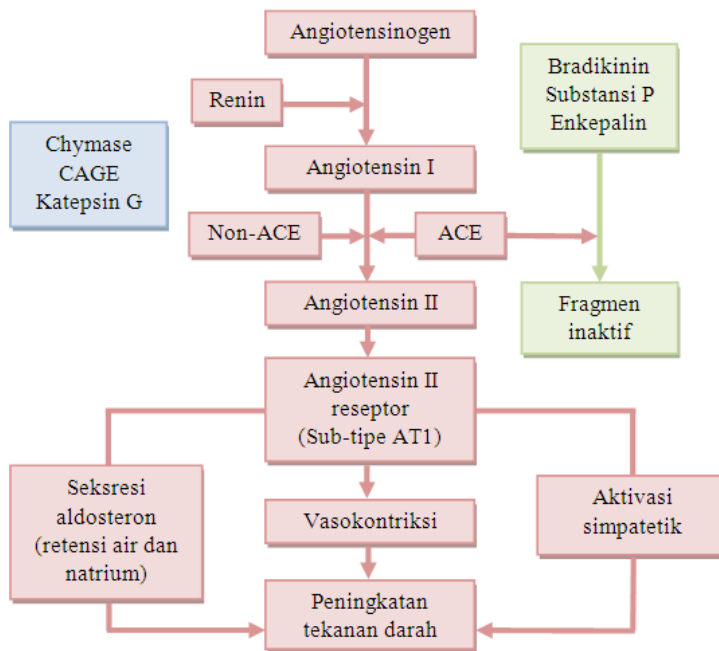 Angiotensinogen
Renin
Bradikinin
Substansi P
Enkepalin
Chymase
CAGE
Katepsin G
Angiotensin I
Non-ACE
ACE
Angiotensin II
Fragmen
inaktif
Angiotensin II
reseptor
(Sub-tipe AT1)
Seksresi
aldosteron
(retensi air dan
natrium)
Vasokontriksi
Aktivasi
simpatetik
Peningkatan
tekanan darah